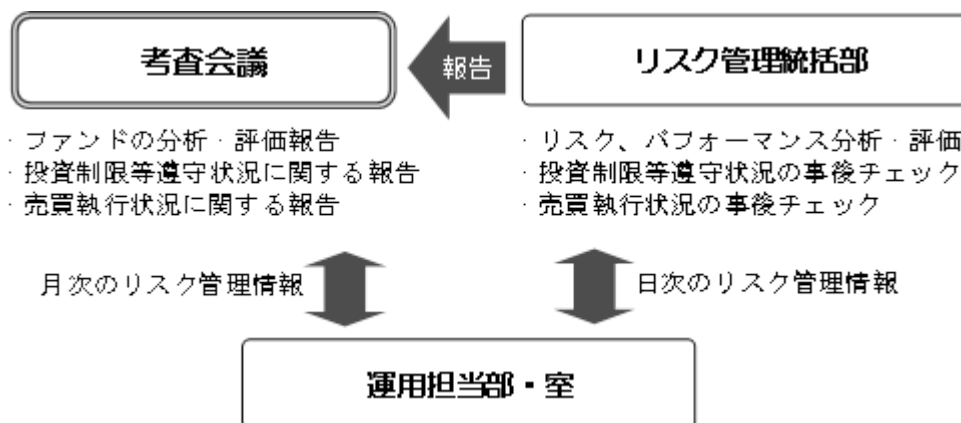 考査会議
報告
リスク管理統括部
· ファンドの分析 · 評価報告
· 投資制限等遵守状況に関する報告
· 売買執行状況に関する報告
· リスク、パフォーマンス分析 · 評価
· 投資制限等遵守状況の事後チェック
· 売買執行状況の事後チェック
月次のリスク管理情報
日次のリスク管理情報
運用担当部・室